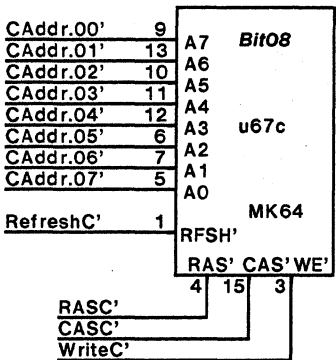 CAddr.00' 9 A7 Bit08
CAddr.01' 13 A6
CAddr.02' 10 A5
CAddr.03' 11 A4
CAddr.04' 12 A3 u67c
CAddr.05' 6 A2
CAddr.06' 7 A1
CAddr.07' 5 A0
MK64
RefreshC' 1 RFSH'
RAS' CAS' WE'
4 15 3
RASC'
CASC'
WriteC'